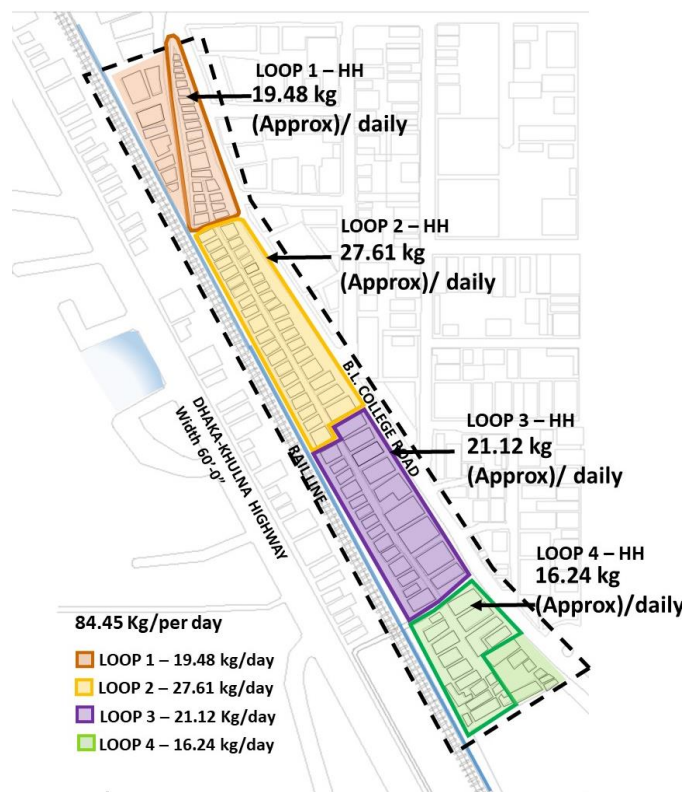 LOOP 1 – HH
19.48 kg
(Approx)/ daily
LOOP 2 – HH
27.61 kg
(Approx)/ daily
B.L. COLLEGE ROAD
DHAKA-KHULNA HIGHWAY
Width 60'-0"
RAIL LINE
LOOP 3 – HH
21.12 kg
(Approx)/ daily
LOOP 4 – HH
16.24 kg
(Approx)/daily
84.45 Kg/per day
LOOP 1 – 19.48 kg/day
LOOP 2 – 27.61 kg/day
LOOP 3 – 21.12 Kg/day
LOOP 4 – 16.24 kg/day